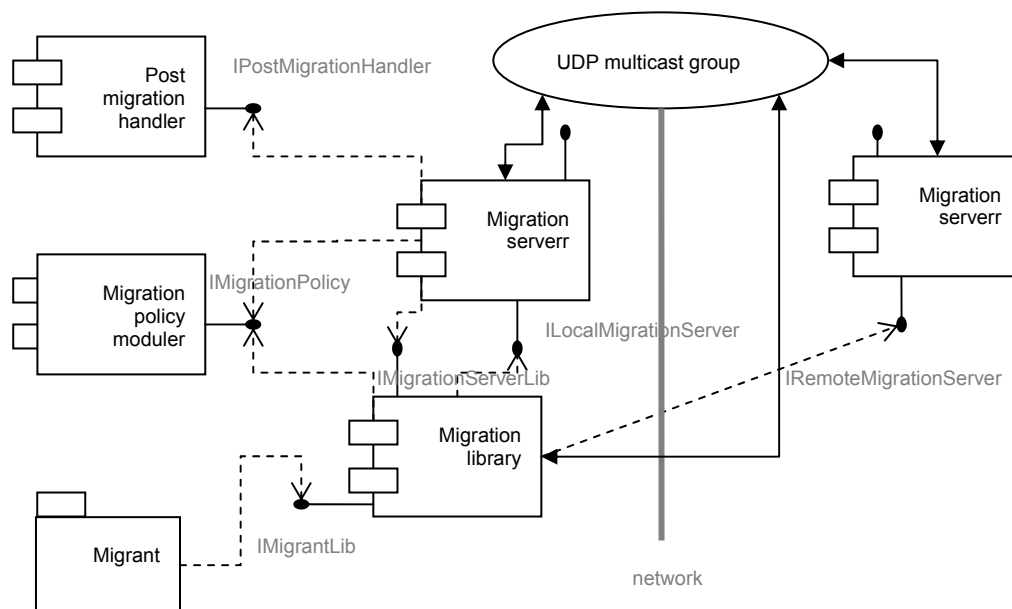 UDP multicast group
Post
migration
handler
IPostMigrationHandler
Migration
serverr
Migration
serverr
Migration
policy
moduler
IMigrationPolicy
ILocalMigrationServer
IMigrationServerLib
IRemoteMigrationServer
Migration
library
Migrant
IMigrantLib
network